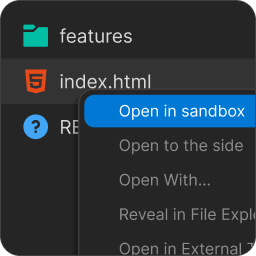 features
index.html
Open in sandbox
RE
Open to the side
Open With...
Reveal in File Explo
Open in External T